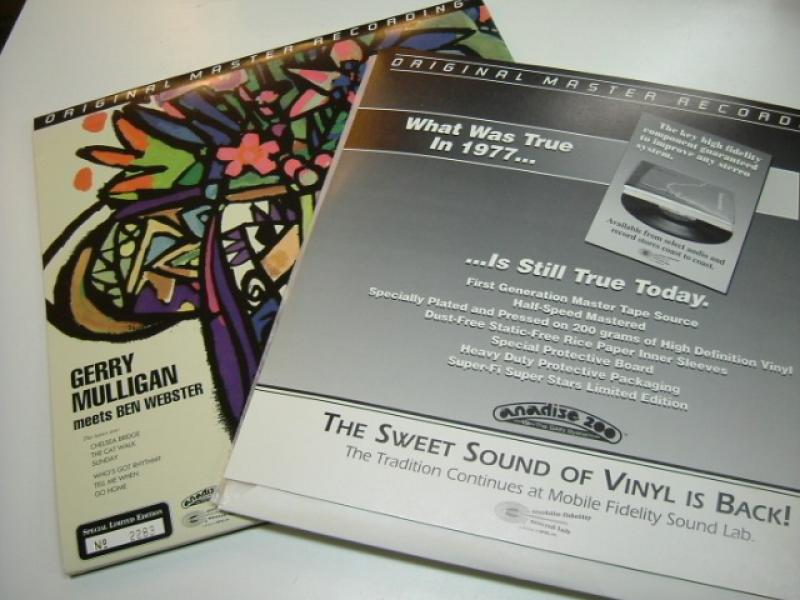 ORIGINAL MASTER RECORDING
GERRY
MULLIGAN
meets BEN WEBSTER
CHELSEA BRIDGE
THE CAT WALK
SUNDAY
WHO'S GOT RHYTHM?
TELL ME WHEN
GO HOME
SPECIAL LIMITED EDITION
No 2283
ORIGINAL MASTER RECORD
What Was True
In 1977...
The key high fidelity
component guaranteed
to improve any stereo
system.
Available from select audio and
record stores coast to coast.
...Is Still True Today.
First Generation Master Tape Source
Half-Speed Mastered
Specially Plated and Pressed on 200 grams of High Definition Vinyl
Dust-Free Static-Free Rice Paper Inner Sleeves
Special Protective Board
Heavy Duty Protective Packaging
Super-Fi Super Stars Limited Edition
anadisc 200
THE SWEET SOUND OF VINYL IS BACK!
The Tradition Continues at Mobile Fidelity Sound Lab.
mobile fidelity
sound lab